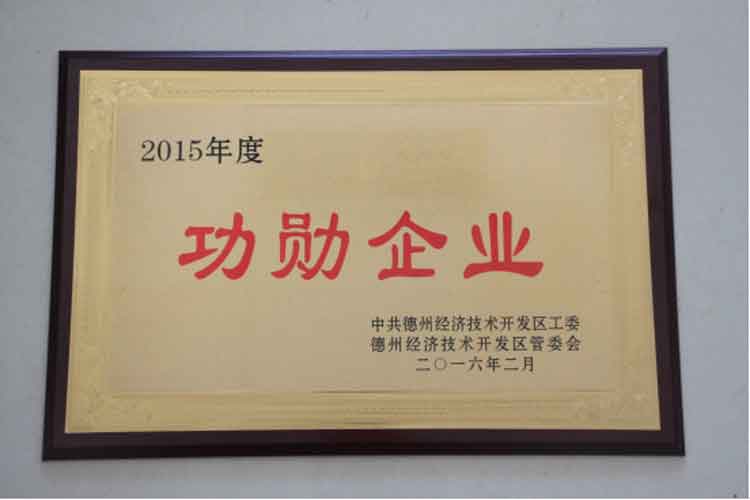 2015年度
功勋企业
中共德州经济技术开发区工委
德州经济技术开发区管委会
二〇一六年二月